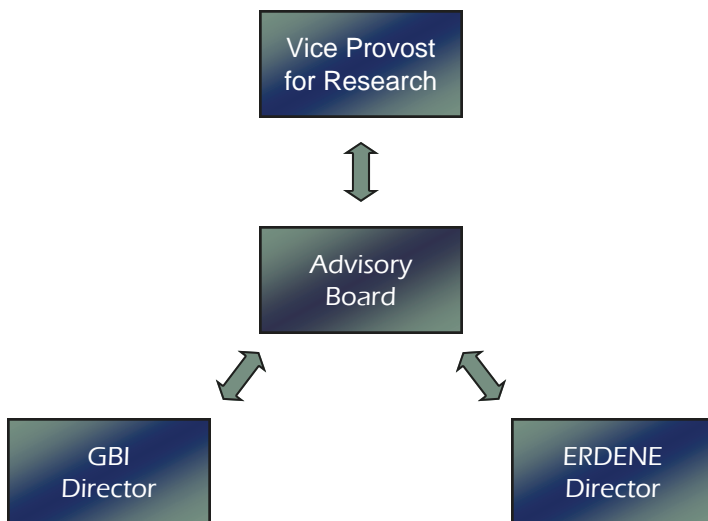 Vice Provost
for Research
Advisory
Board
GBI
Director
ERDENE
Director